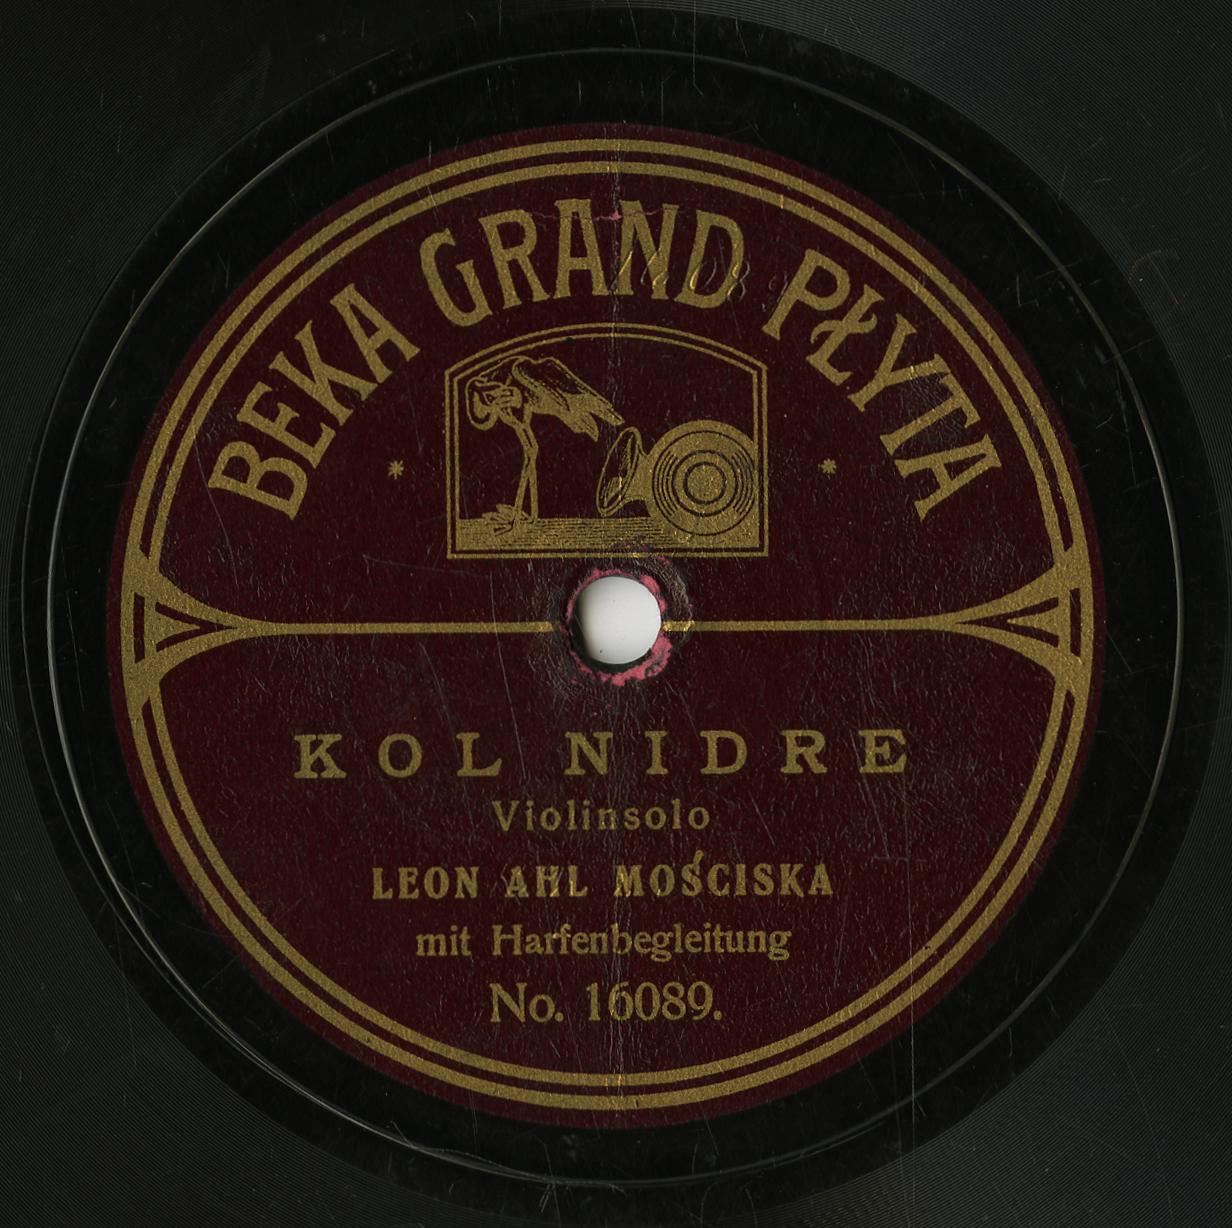 BEKA GRAND PŁYTA
KOL NIDRE
Violinsolo
LEON AHL MOŚCISKA
mit Harfenbegleitung
No. 16089.